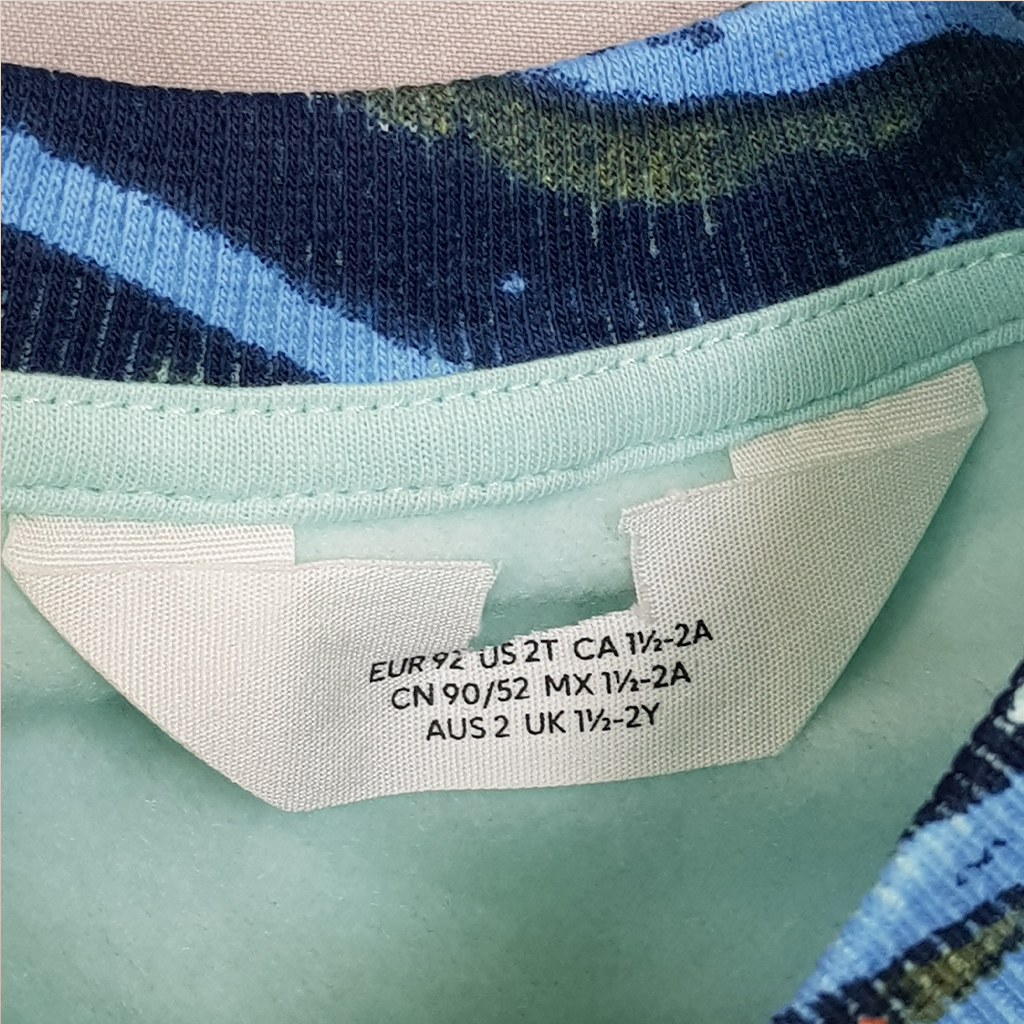 EUR 92 US 2T CA 1½-2A
CN 90/52 MX 1½-2A
AUS 2 UK 1½-2Y